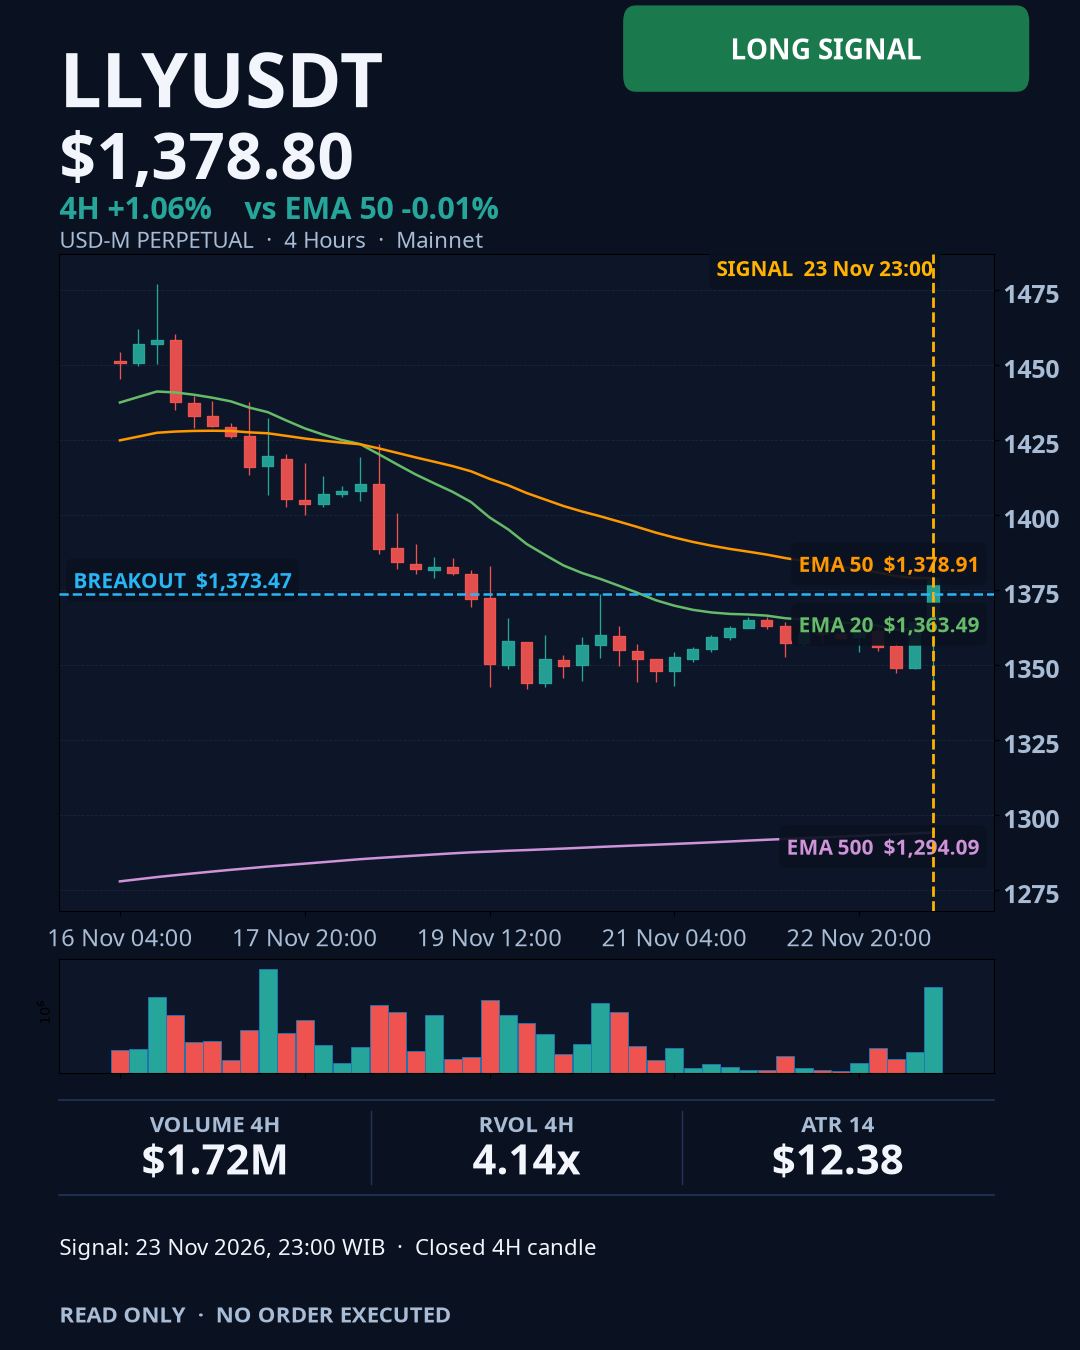 LONG SIGNAL
LLYUSDT
$1,378.80
4H +1.06% vs EMA 50 -0.01%
USD-M PERPETUAL · 4 Hours · Mainnet
SIGNAL 23 Nov 23:00
1475
1450
1425
1400
BREAKOUT $1,373.47
EMA 50 $1,378.91
1375
EMA 20 $1,363.49
1350
1325
1300
EMA 500 $1,294.09
1275
16 Nov 04:00
17 Nov 20:00
19 Nov 12:00
21 Nov 04:00
22 Nov 20:00
10⁶
VOLUME 4H
$1.72M
RVOL 4H
4.14x
ATR 14
$12.38
Signal: 23 Nov 2026, 23:00 WIB · Closed 4H candle
READ ONLY · NO ORDER EXECUTED